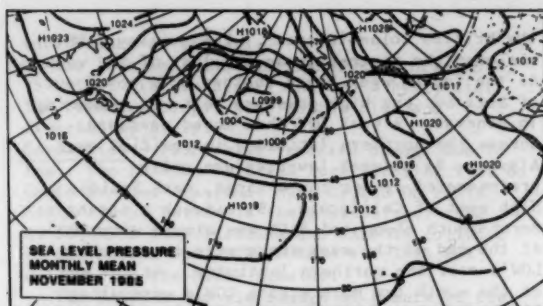 1024
H1023
H1018
H1028
L1012
1020
1020
L1017
L0999
1004
1016
H1020
1008
1012
1016
H1020
L1012
1016
H1019
L1012
SEA LEVEL PRESSURE
MONTHLY MEAN
NOVEMBER 1985